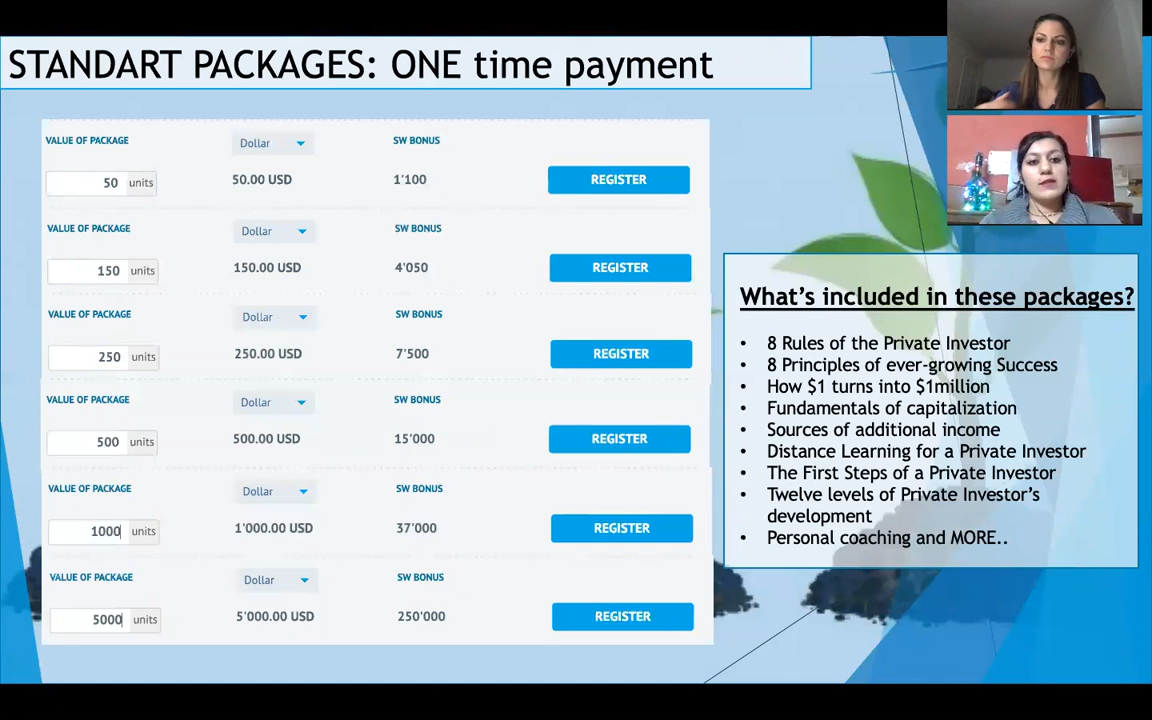 STANDART PACKAGES: ONE time payment
VALUE OF PACKAGE
Dollar
SW BONUS
50 units
50.00 USD
1'100
REGISTER
VALUE OF PACKAGE
Dollar
SW BONUS
150 units
150.00 USD
4'050
REGISTER
VALUE OF PACKAGE
Dollar
SW BONUS
250 units
250.00 USD
7'500
REGISTER
VALUE OF PACKAGE
Dollar
SW BONUS
500 units
500.00 USD
15'000
REGISTER
VALUE OF PACKAGE
Dollar
SW BONUS
1000 units
1'000.00 USD
37'000
REGISTER
VALUE OF PACKAGE
Dollar
SW BONUS
5000 units
5'000.00 USD
250'000
REGISTER
What's included in these packages?
• 8 Rules of the Private Investor
• 8 Principles of ever-growing Success
• How $1 turns into $1million
• Fundamentals of capitalization
• Sources of additional income
• Distance Learning for a Private Investor
• The First Steps of a Private Investor
• Twelve levels of Private Investor's
development
• Personal coaching and MORE..